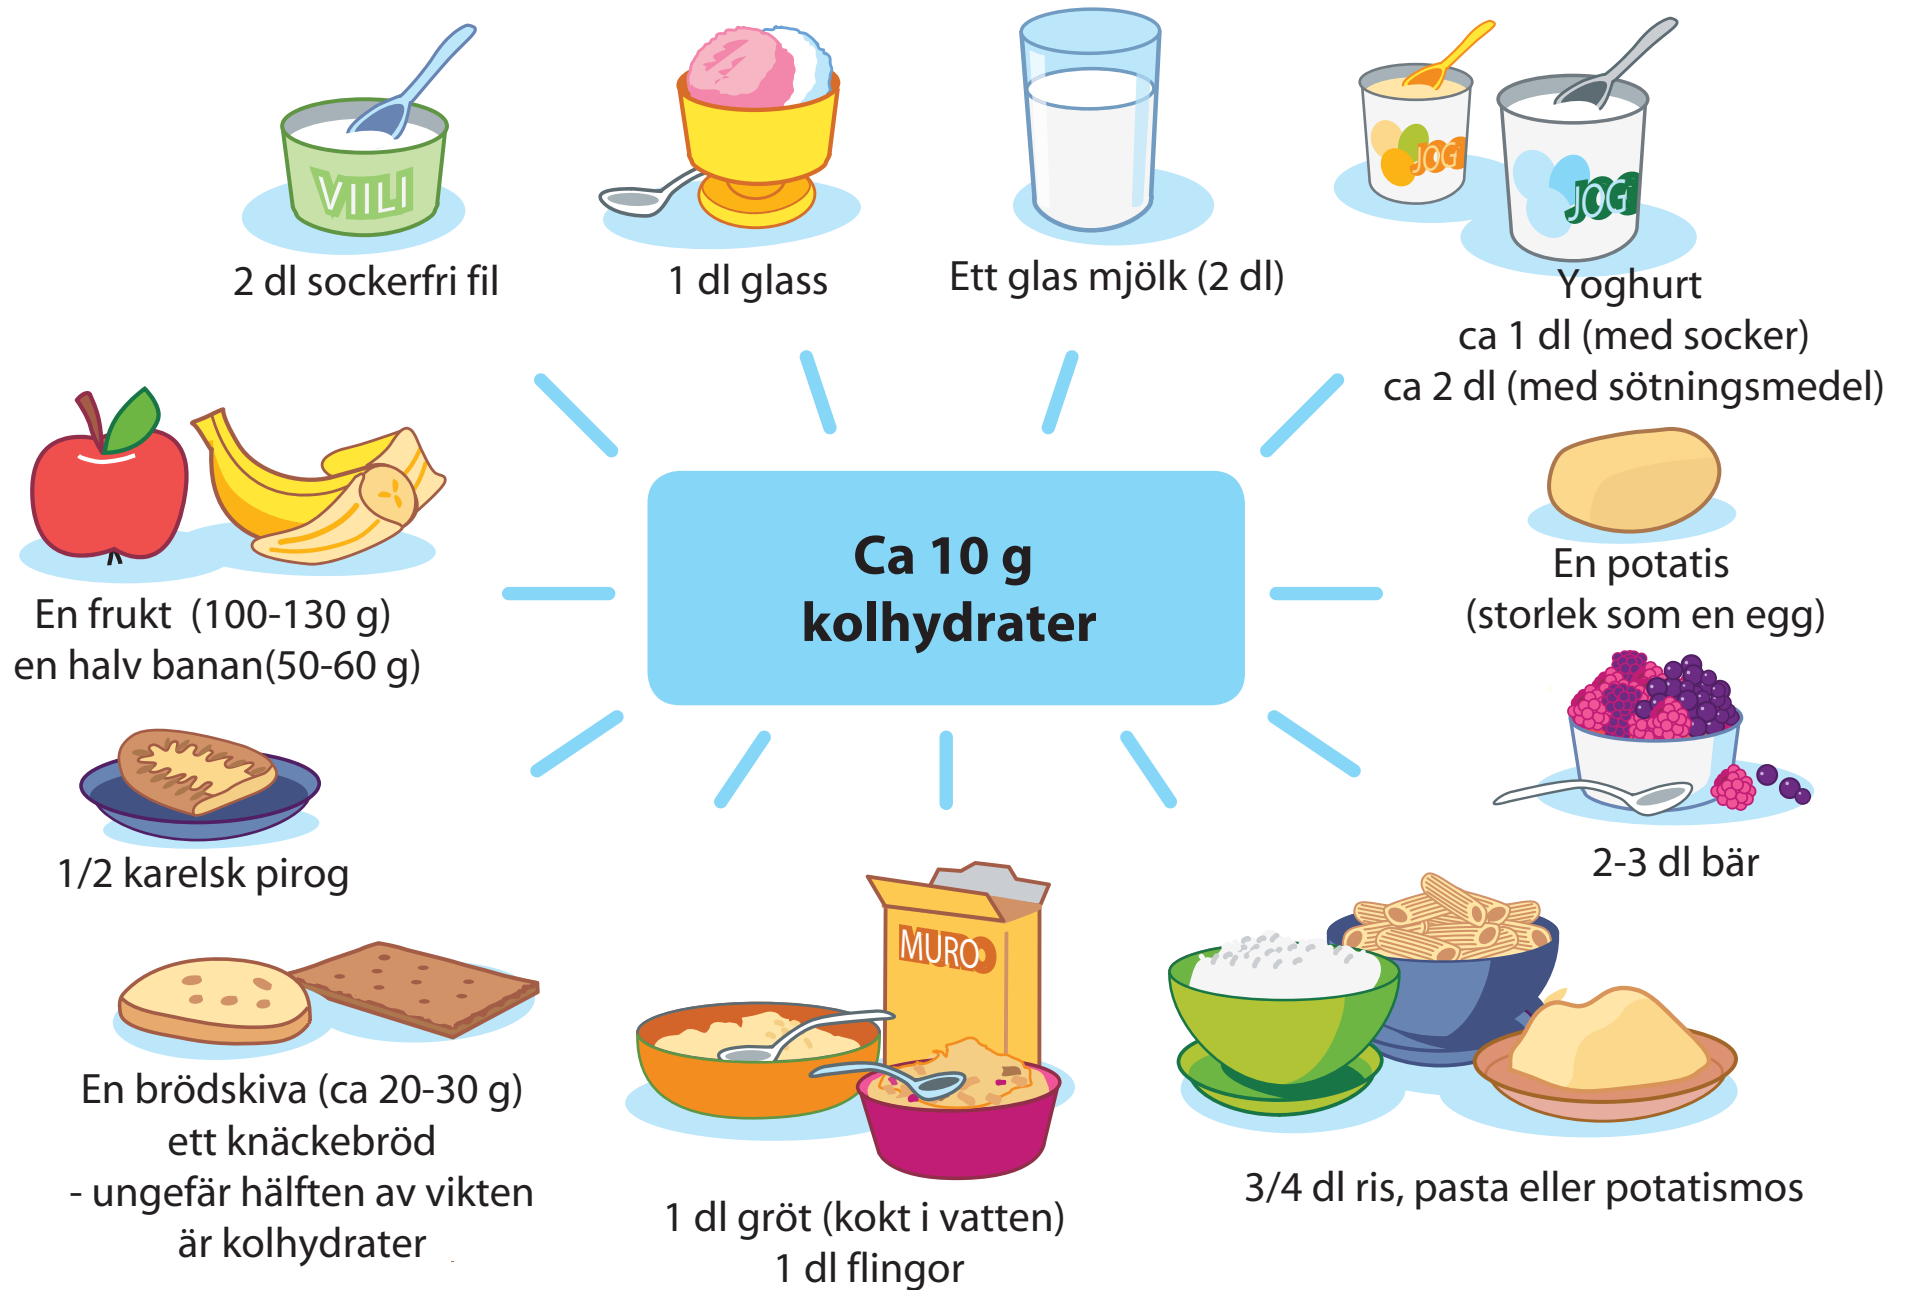 VIILI
2 dl sockerfri fil
1 dl glass
Ett glas mjölk (2 dl)
JOGI
JOGI
Yoghurt
ca 1 dl (med socker)
ca 2 dl (med sötningsmedel)
En frukt (100-130 g)
en halv banan(50-60 g)
Ca 10 g
kolhydrater
En potatis
(storlek som en egg)
1/2 karelsk pirog
2-3 dl bär
En brödskiva (ca 20-30 g)
ett knäckebröd
- ungefär hälften av vikten
är kolhydrater
MURO
1 dl gröt (kokt i vatten)
1 dl flingor
3/4 dl ris, pasta eller potatismos